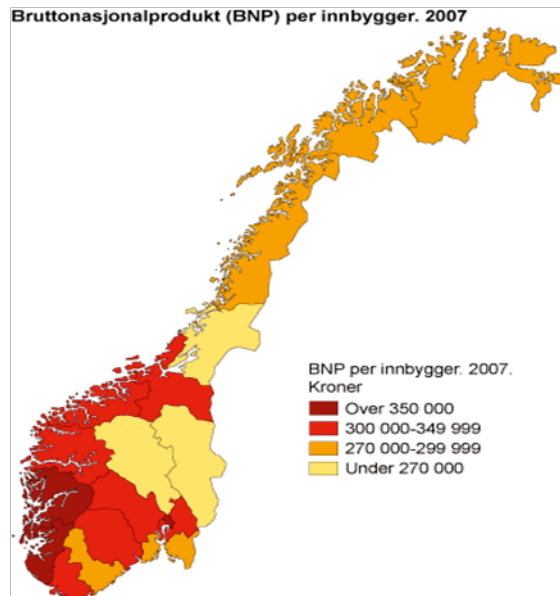 Bruttonasjonalprodukt (BNP) per innbygger. 2007
BNP per innbygger. 2007.
Kroner
Over 350 000
300 000-349 999
270 000-299 999
Under 270 000